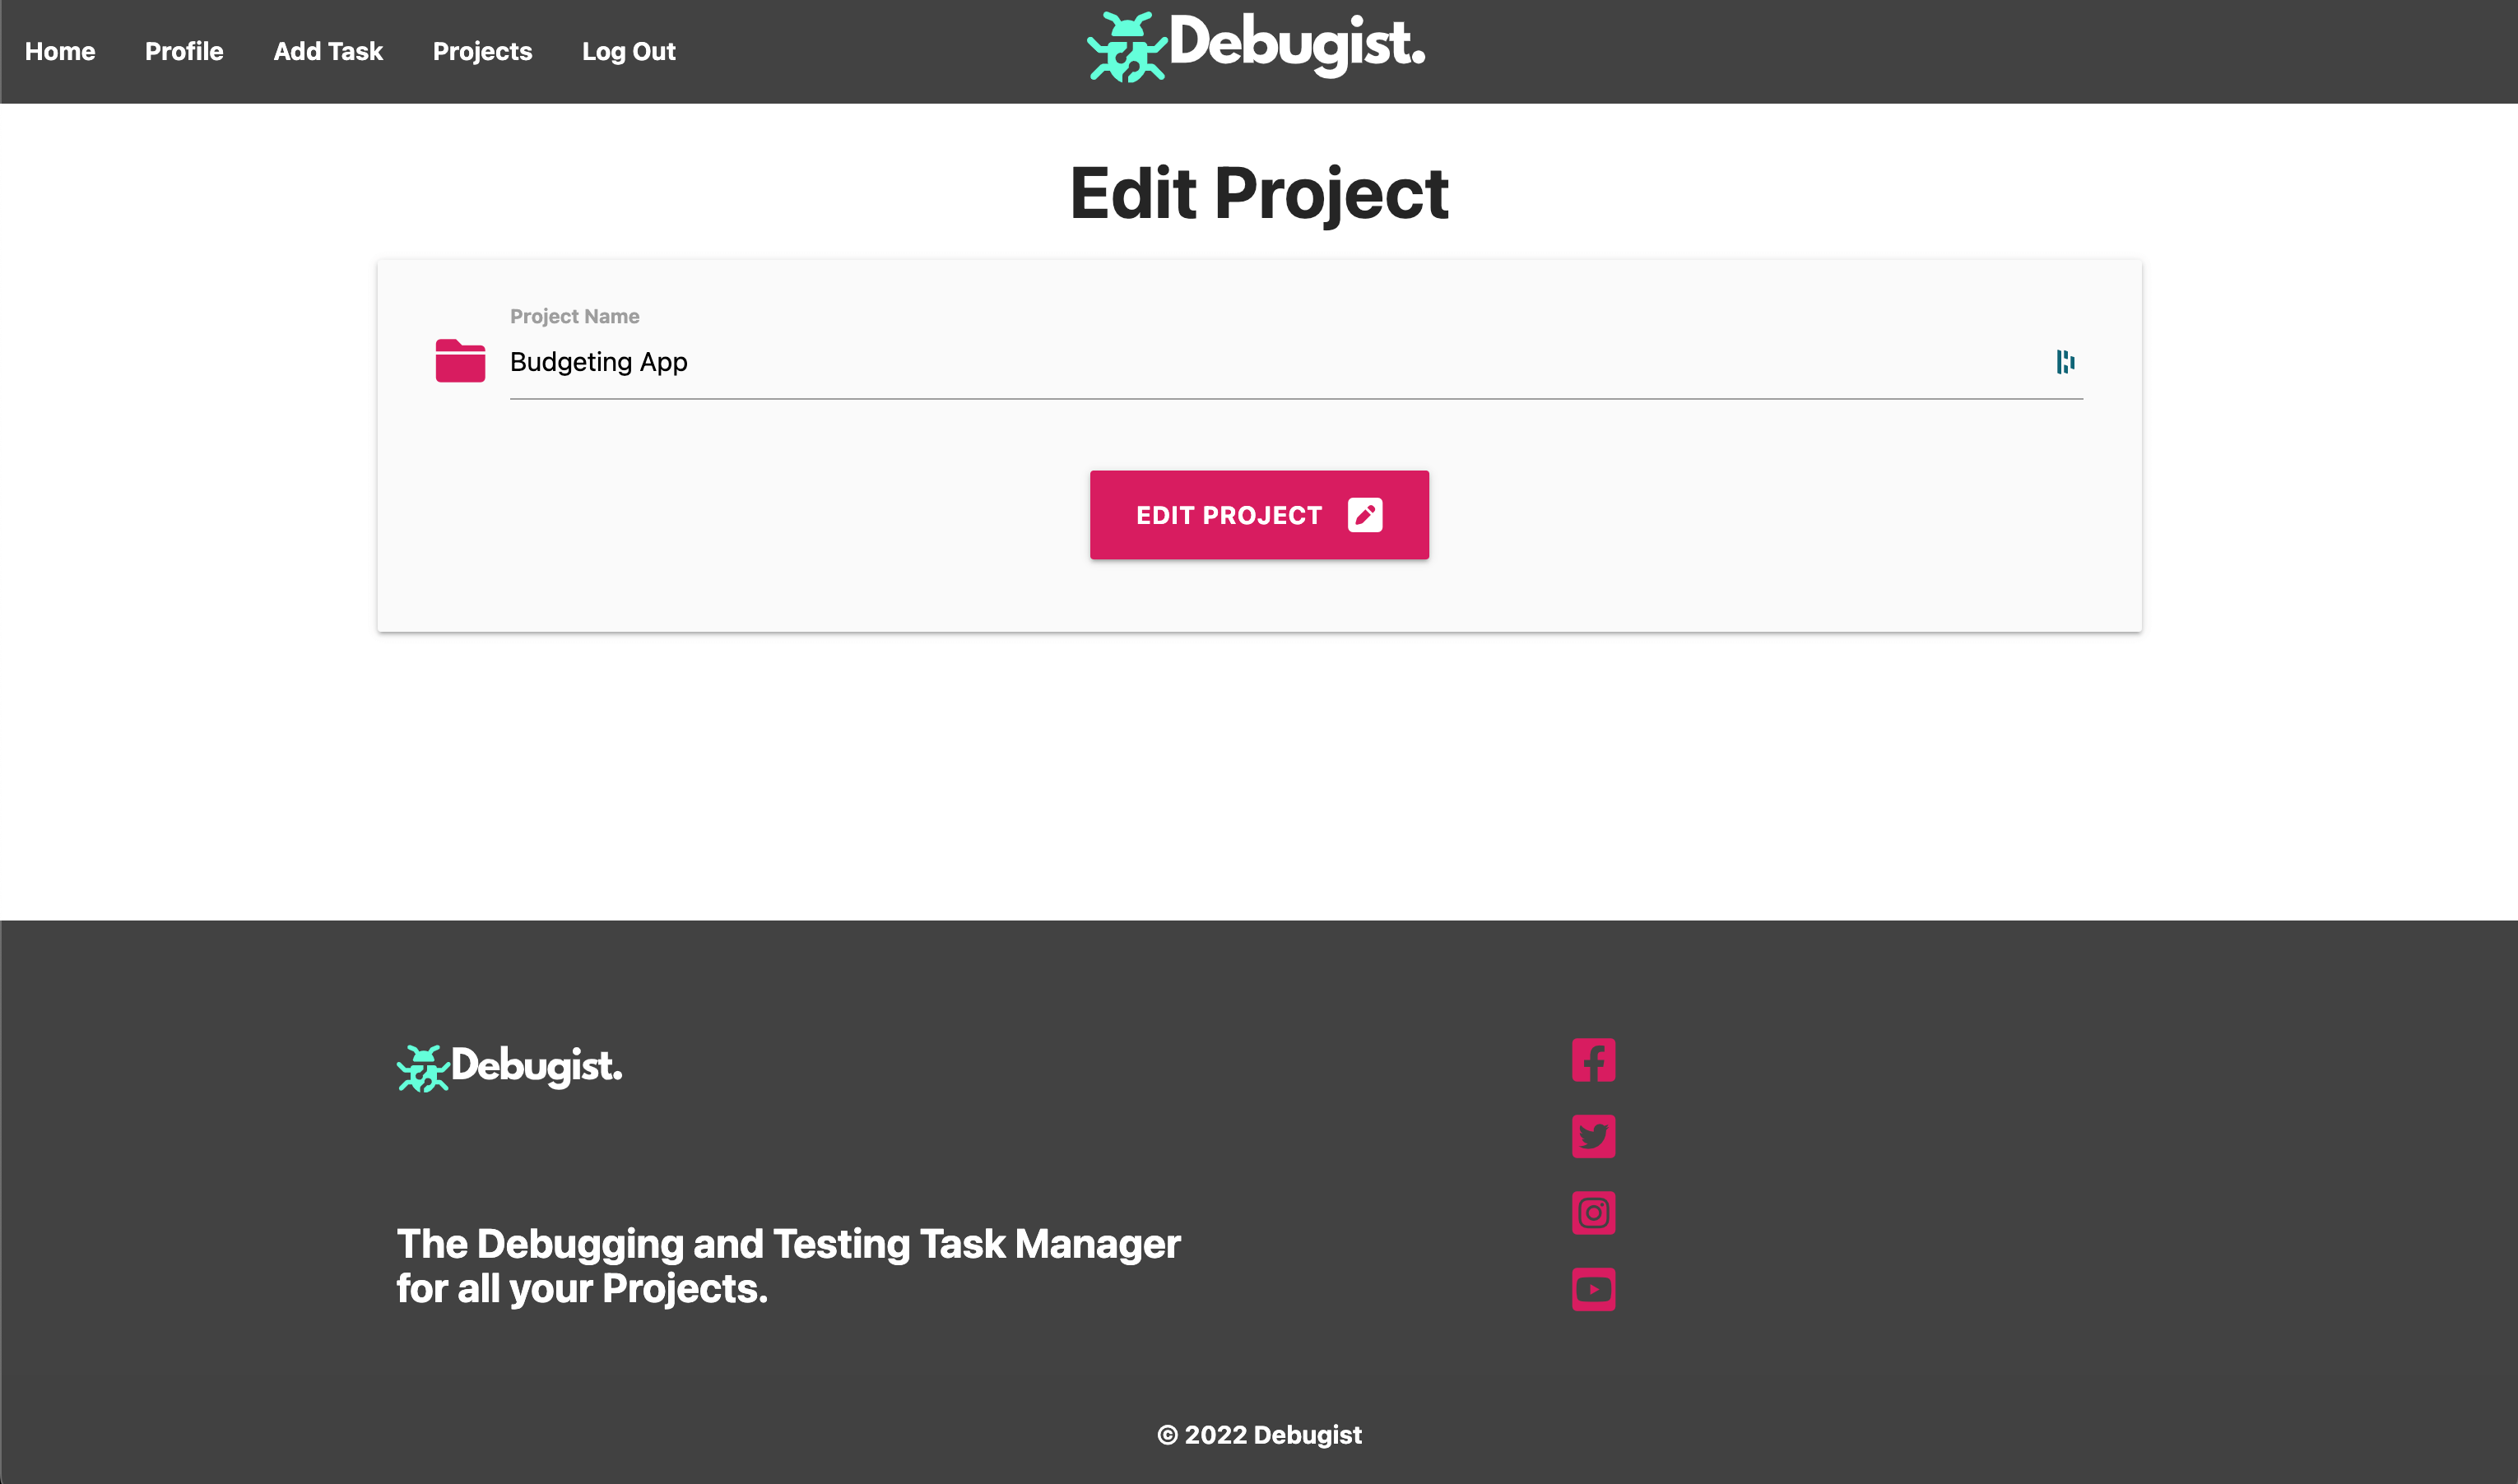 Home Profile Add Task Projects Log Out Debugist.
Edit Project
Project Name
Budgeting App
EDIT PROJECT
Debugist.
The Debugging and Testing Task Manager
for all your Projects.
© 2022 Debugist